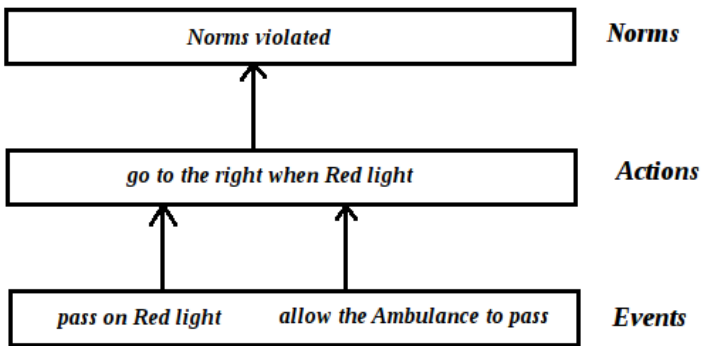 Norms violated
Norms
go to the right when Red light
Actions
pass on Red light
allow the Ambulance to pass
Events